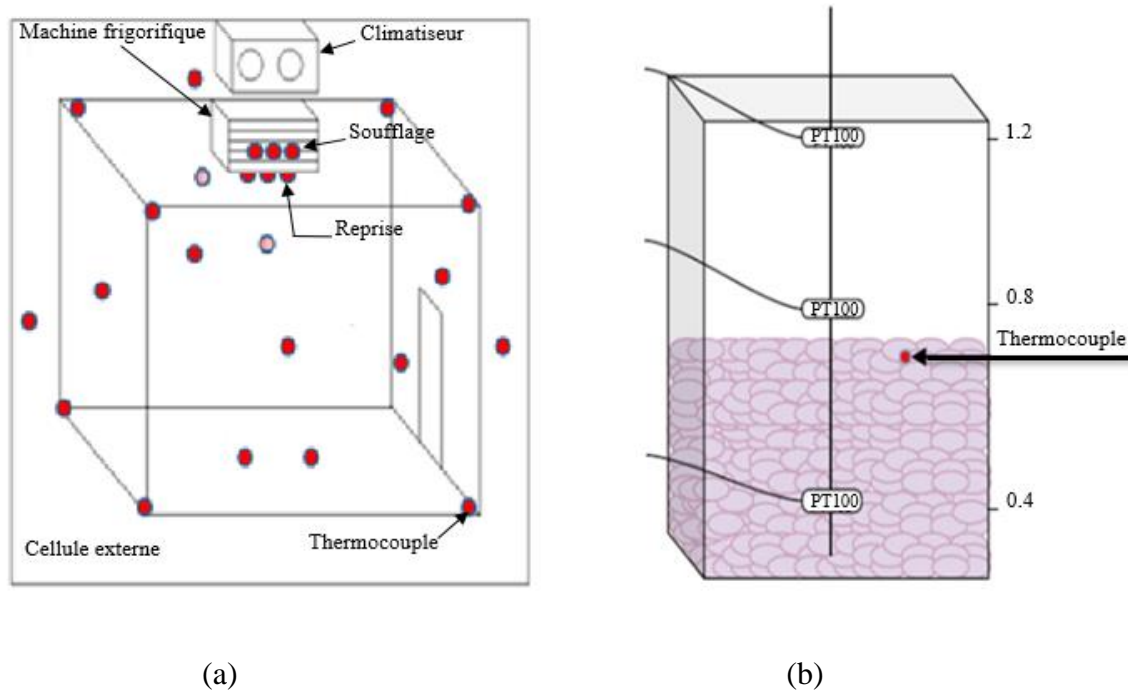 Machine frigorifique
Climatiseur
Soufflage
Reprise
Thermocouple
Cellule externe
(a)
PT100
1.2
PT100
0.8
Thermocouple
PT100
0.4
(b)